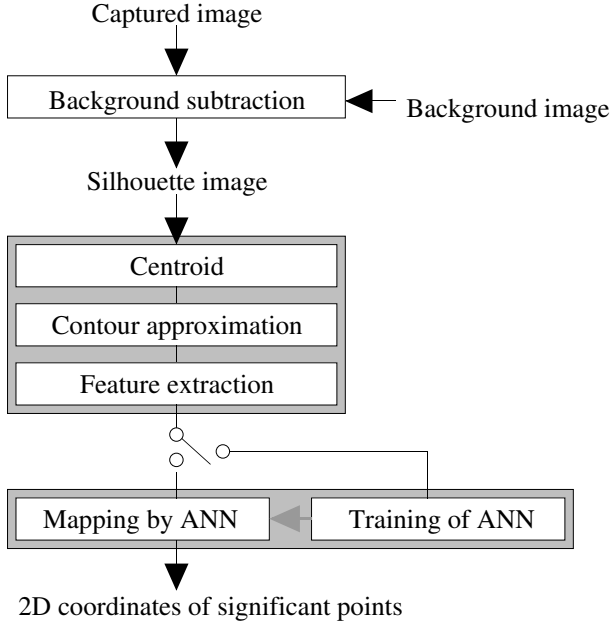 Captured image
Background subtraction
Background image
Silhouette image
Centroid
Contour approximation
Feature extraction
Mapping by ANN
Training of ANN
2D coordinates of significant points